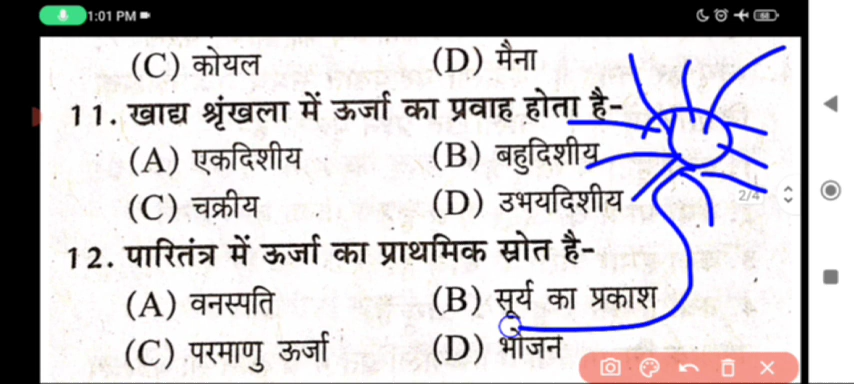 1:01 PM
68
(C) कोयल (D) मैना
11. खाद्य श्रृंखला में ऊर्जा का प्रवाह होता है-
(A) एकदिशीय (B) बहुदिशीय
(C) चक्रीय (D) उभयदिशीय
2/4
12. पारितंत्र में ऊर्जा का प्राथमिक स्रोत है-
(A) वनस्पति (B) सूर्य का प्रकाश
(C) परमाणु ऊर्जा (D) भोजन